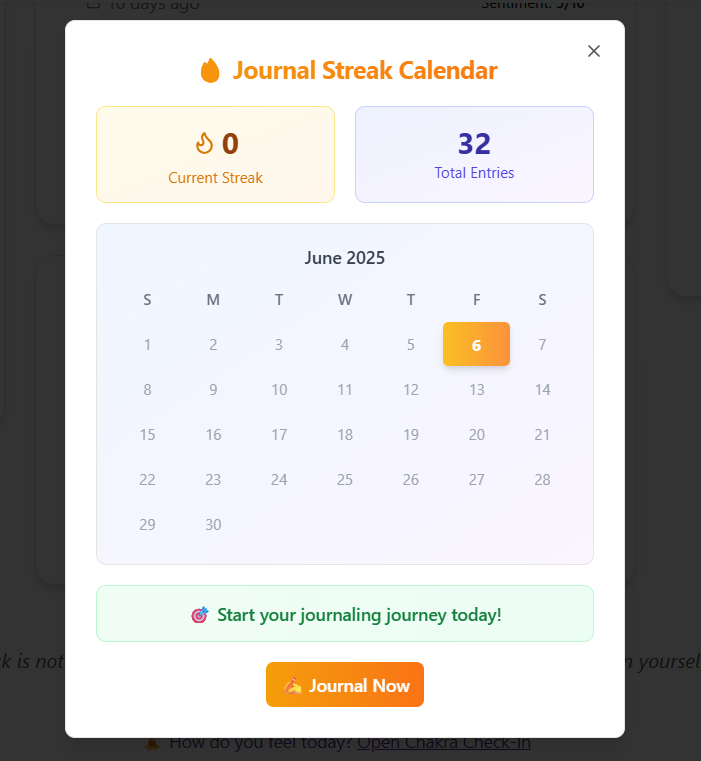 10 days ago
Sentiment: 5/10
Journal Streak Calendar
0
Current Streak
32
Total Entries
June 2025
S M T W T F S
1 2 3 4 5 6 7
8 9 10 11 12 13 14
15 16 17 18 19 20 21
22 23 24 25 26 27 28
29 30
🎯 Start your journaling journey today!
k is not
n yoursel
✍️ Journal Now
How do you feel today? Open Chakra Check-In